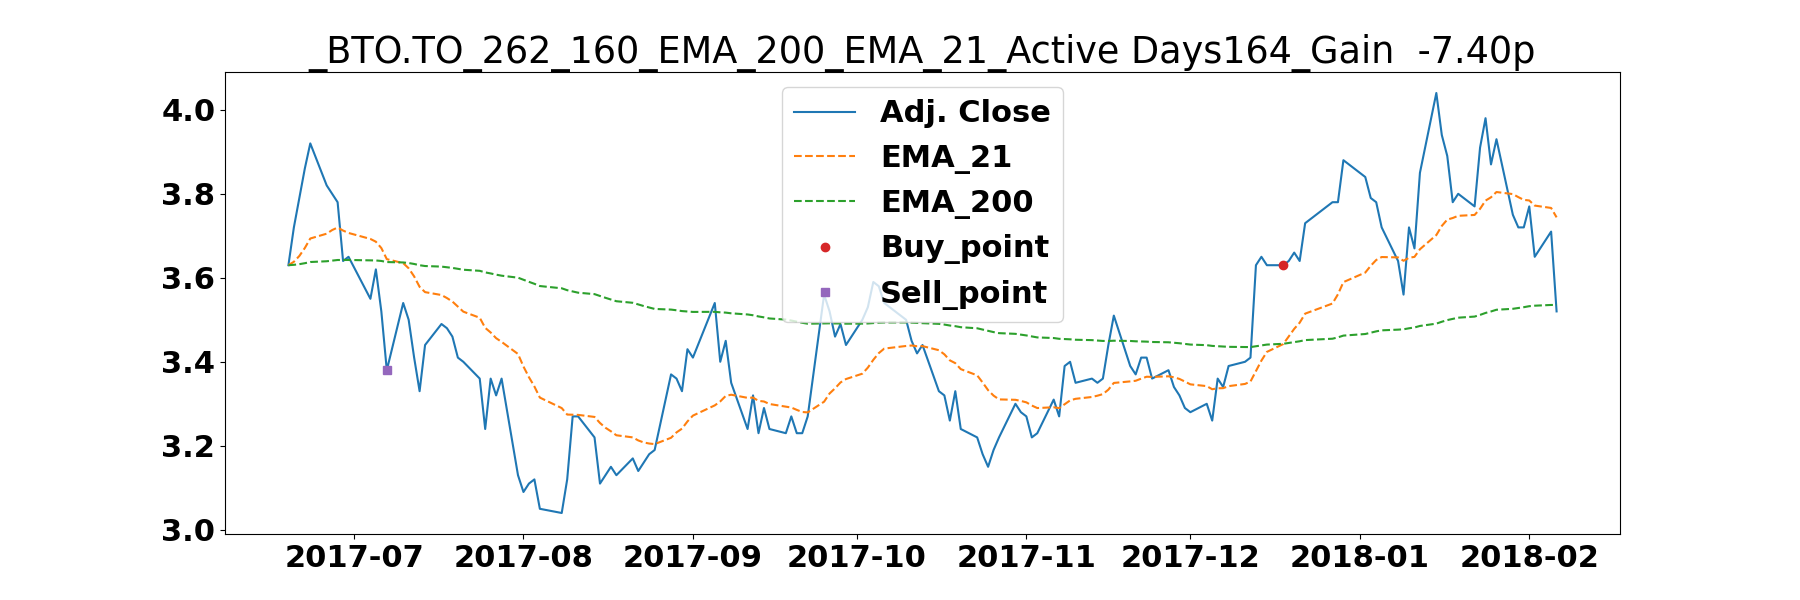 _BTO.TO_262_160_EMA_200_EMA_21_Active Days164_Gain  -7.40p
4.0
3.8
3.6
3.4
3.2
3.0
Adj. Close
EMA_21
EMA_200
Buy_point
Sell_point
2017-07 2017-08 2017-09 2017-10 2017-11 2017-12 2018-01 2018-02